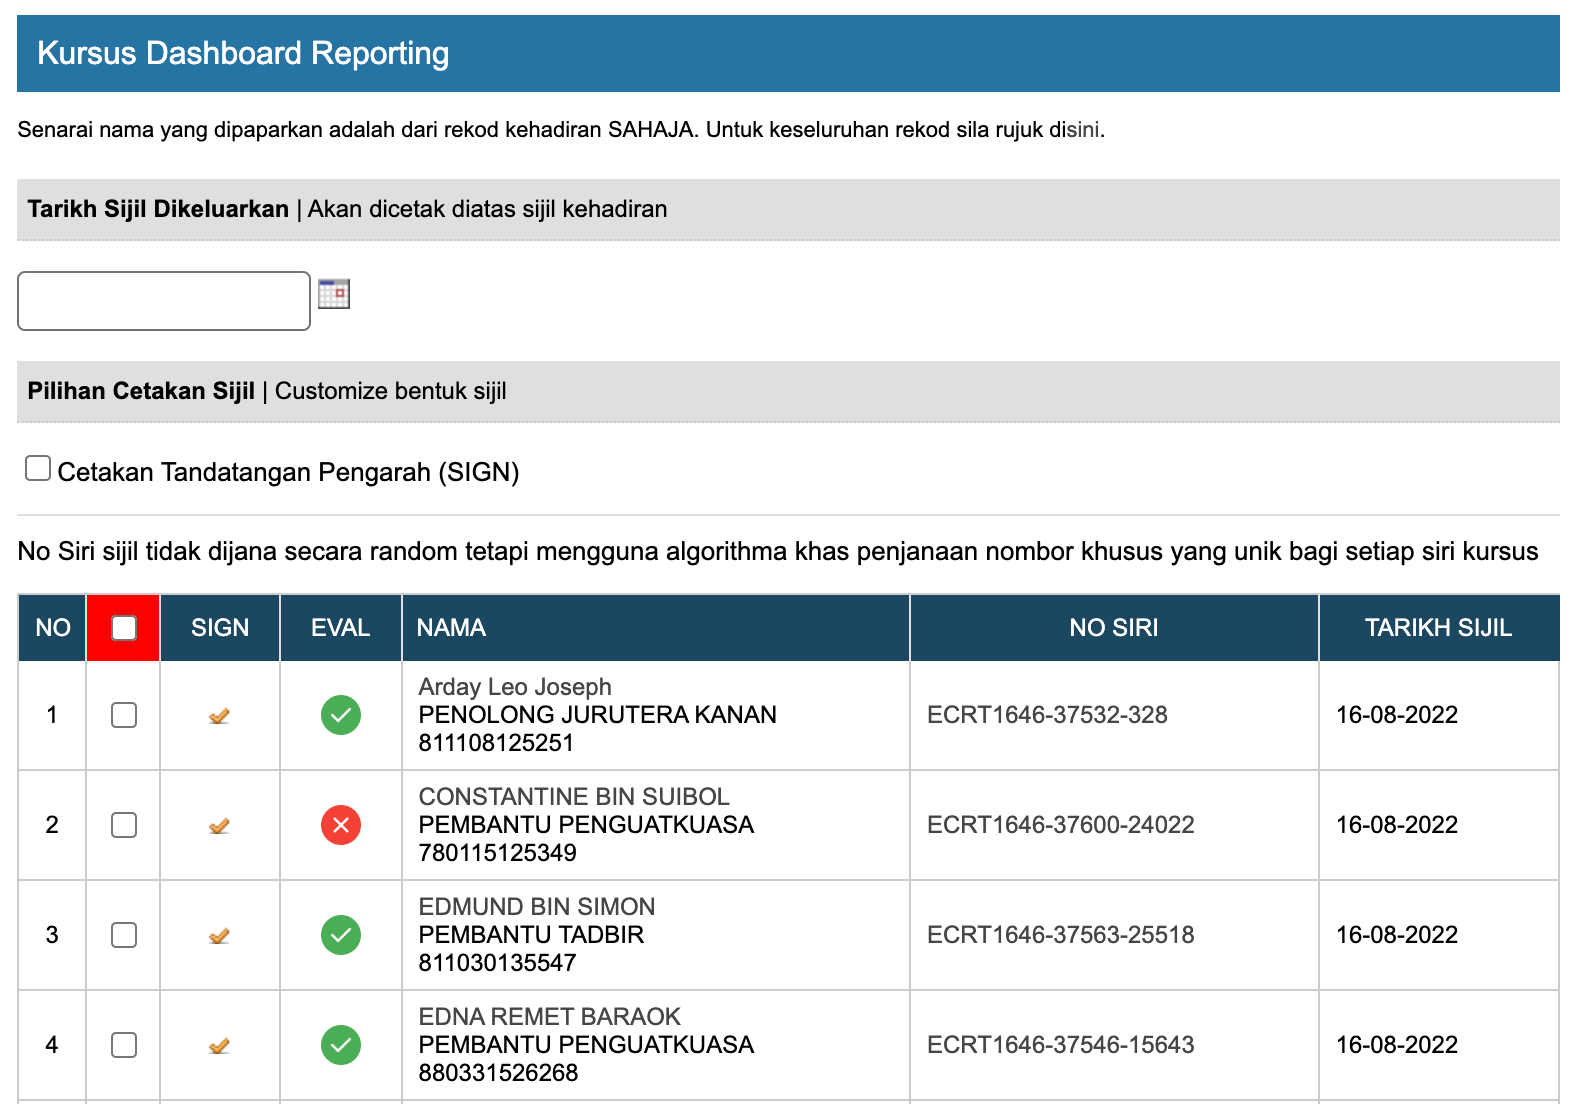 Kursus Dashboard Reporting
Senarai nama yang dipaparkan adalah dari rekod kehadiran SAHAJA. Untuk keseluruhan rekod sila rujuk disini.
Tarikh Sijil Dikeluarkan | Akan dicetak diatas sijil kehadiran
Pilihan Cetakan Sijil | Customize bentuk sijil
Cetakan Tandatangan Pengarah (SIGN)
No Siri sijil tidak dijana secara random tetapi mengguna algorithma khas penjanaan nombor khusus yang unik bagi setiap siri kursus
NO SIGN EVAL NAMA NO SIRI TARIKH SIJIL
Arday Leo Joseph
1 PENOLONG JURUTERA KANAN ECRT1646-37532-328 16-08-2022
811108125251
CONSTANTINE BIN SUIBOL
2 PEMBANTU PENGUATKUASA ECRT1646-37600-24022 16-08-2022
780115125349
EDMUND BIN SIMON
3 PEMBANTU TADBIR ECRT1646-37563-25518 16-08-2022
811030135547
EDNA REMET BARAOK
4 PEMBANTU PENGUATKUASA ECRT1646-37546-15643 16-08-2022
880331526268